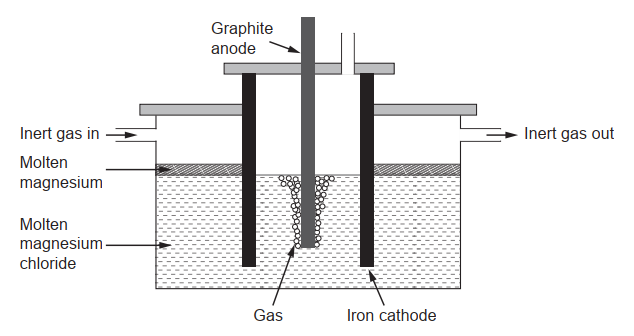 Graphite
anode
Inert gas in
Inert gas out
Molten
magnesium
Molten
magnesium
chloride
Gas
Iron cathode